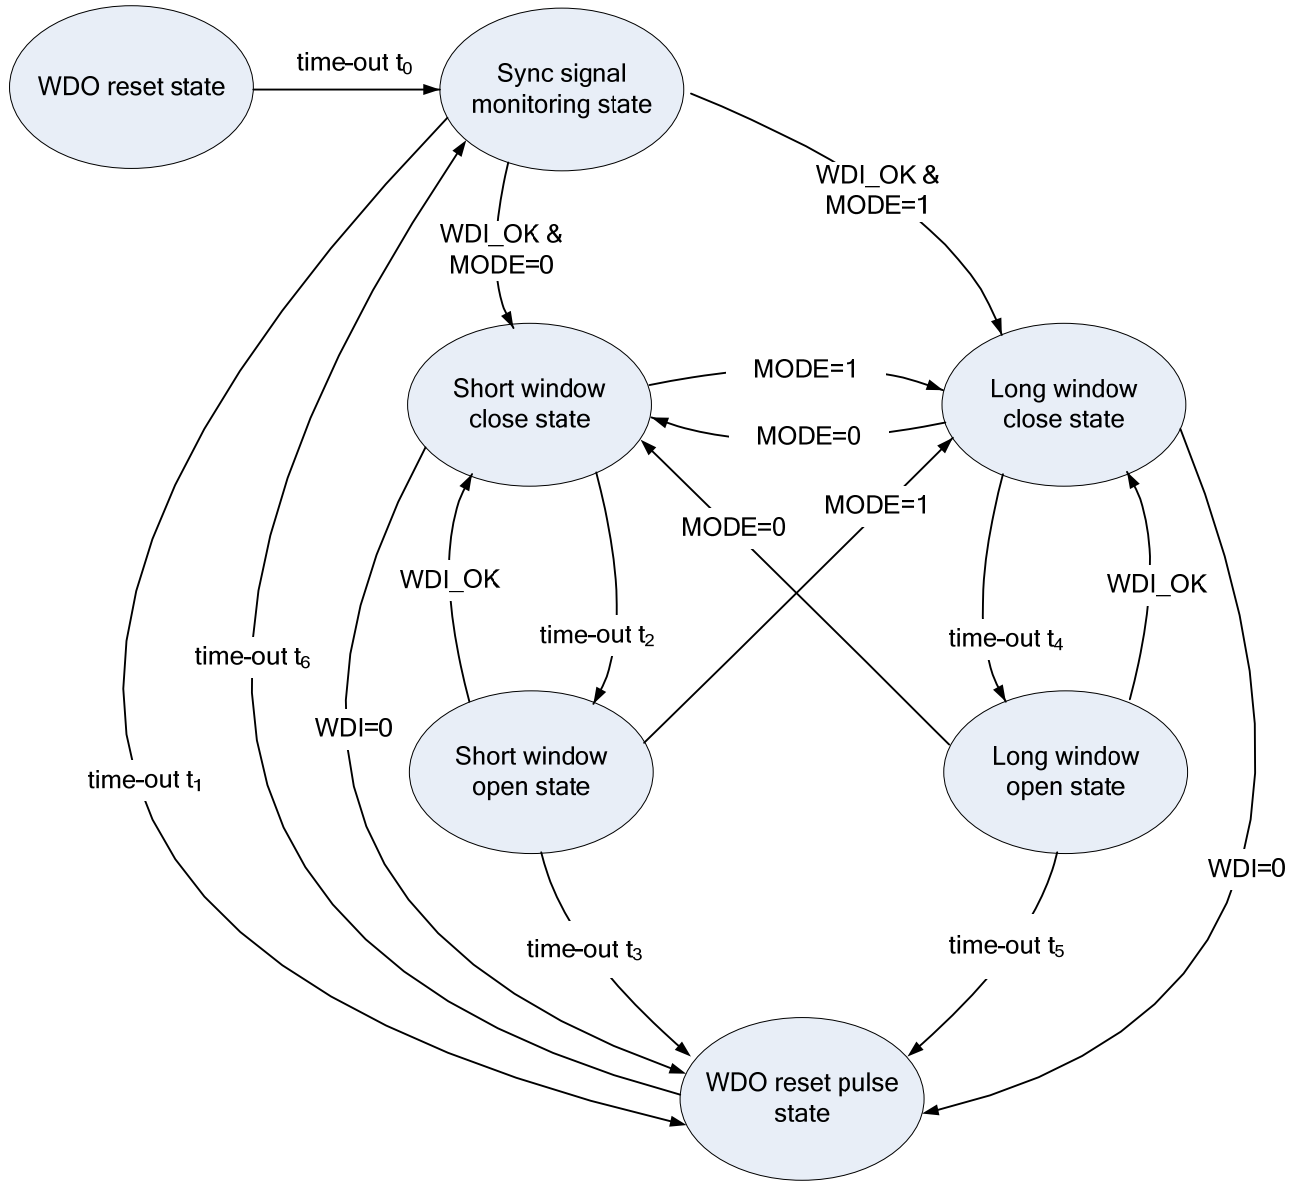 WDO reset state
time-out t0
Sync signal
monitoring state
WDI_OK &
MODE=1
WDI_OK &
MODE=0
Short window
close state
MODE=1
MODE=0
Long window
close state
MODE=1
MODE=0
WDI_OK
WDI_OK
time-out t2
time-out t4
time-out t6
WDI=0
Short window
open state
Long window
open state
time-out t1
WDI=0
time-out t3
time-out t5
WDO reset pulse
state